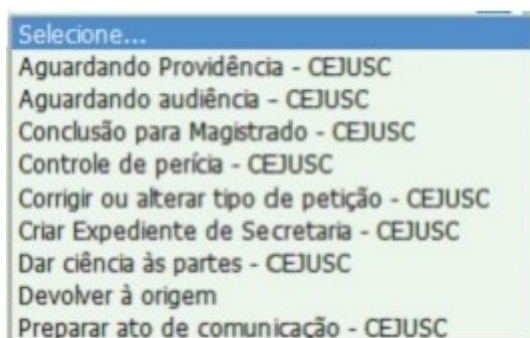 Selecione...
Aguardando Providência - CEJUSC
Aguardando audiência – CEJUSC
Conclusão para Magistrado - CEJUSC
Controle de perícia - CEJUSC
Corrigir ou alterar tipo de petição - CEJUSC
Criar Expediente de Secretaria - CEJUSC
Dar ciência às partes - CEJUSC
Devolver à origem
Preparar ato de comunicação - CEJUSC